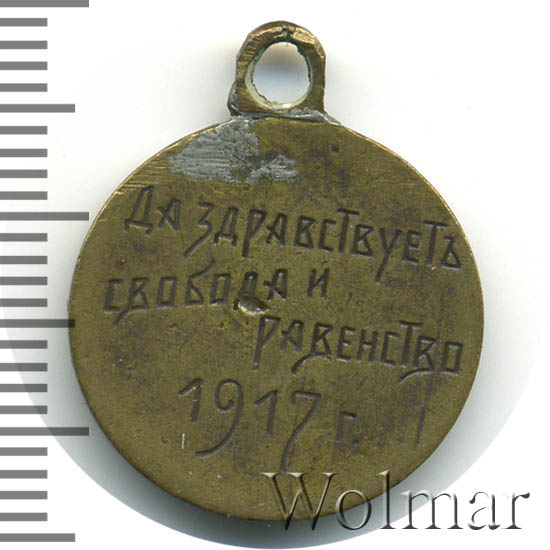 Да здравствуетъ
свобода и
равенство
1917 г.
Wolmar